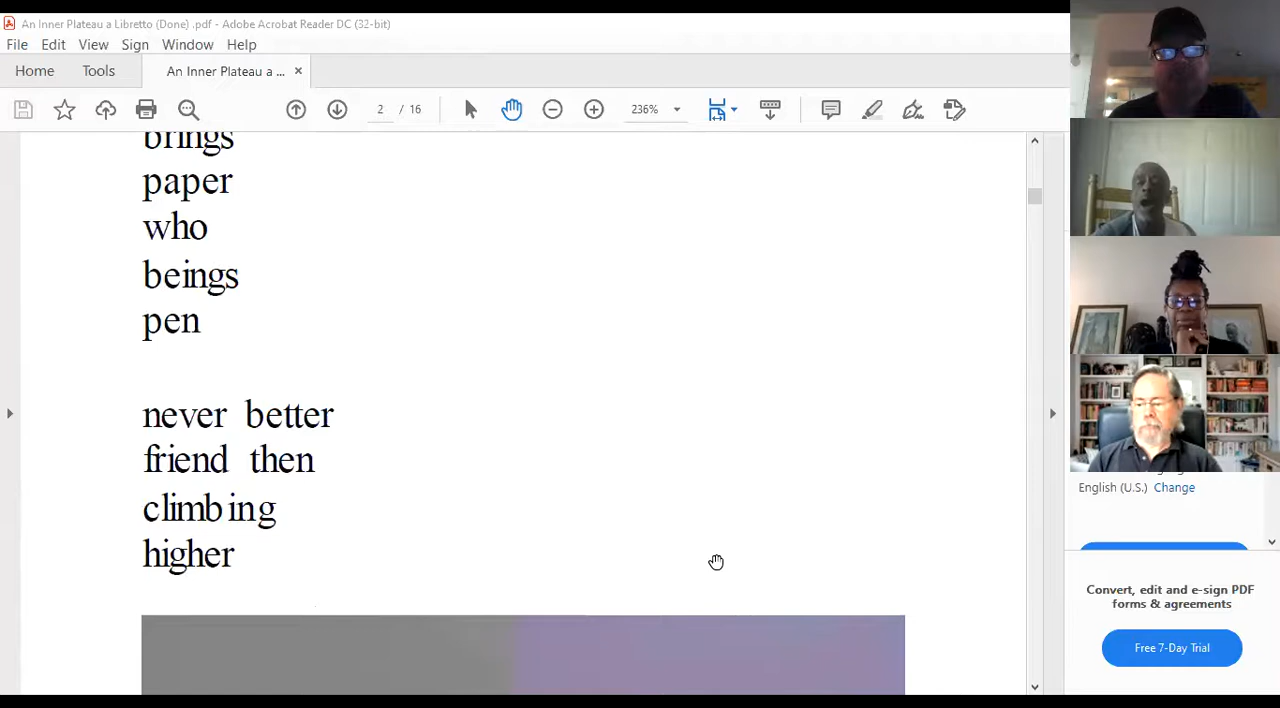 An Inner Plateau a Libretto (Done) .pdf - Adobe Acrobat Reader DC (32-bit)
File Edit View Sign Window Help
Home Tools An Inner Plateau a ... ×
2 / 16 236%
brings
paper
who
beings
pen
never better
friend then
climbing
higher
English (U.S.) Change
Convert, edit and e-sign PDF
forms & agreements
Free 7-Day Trial